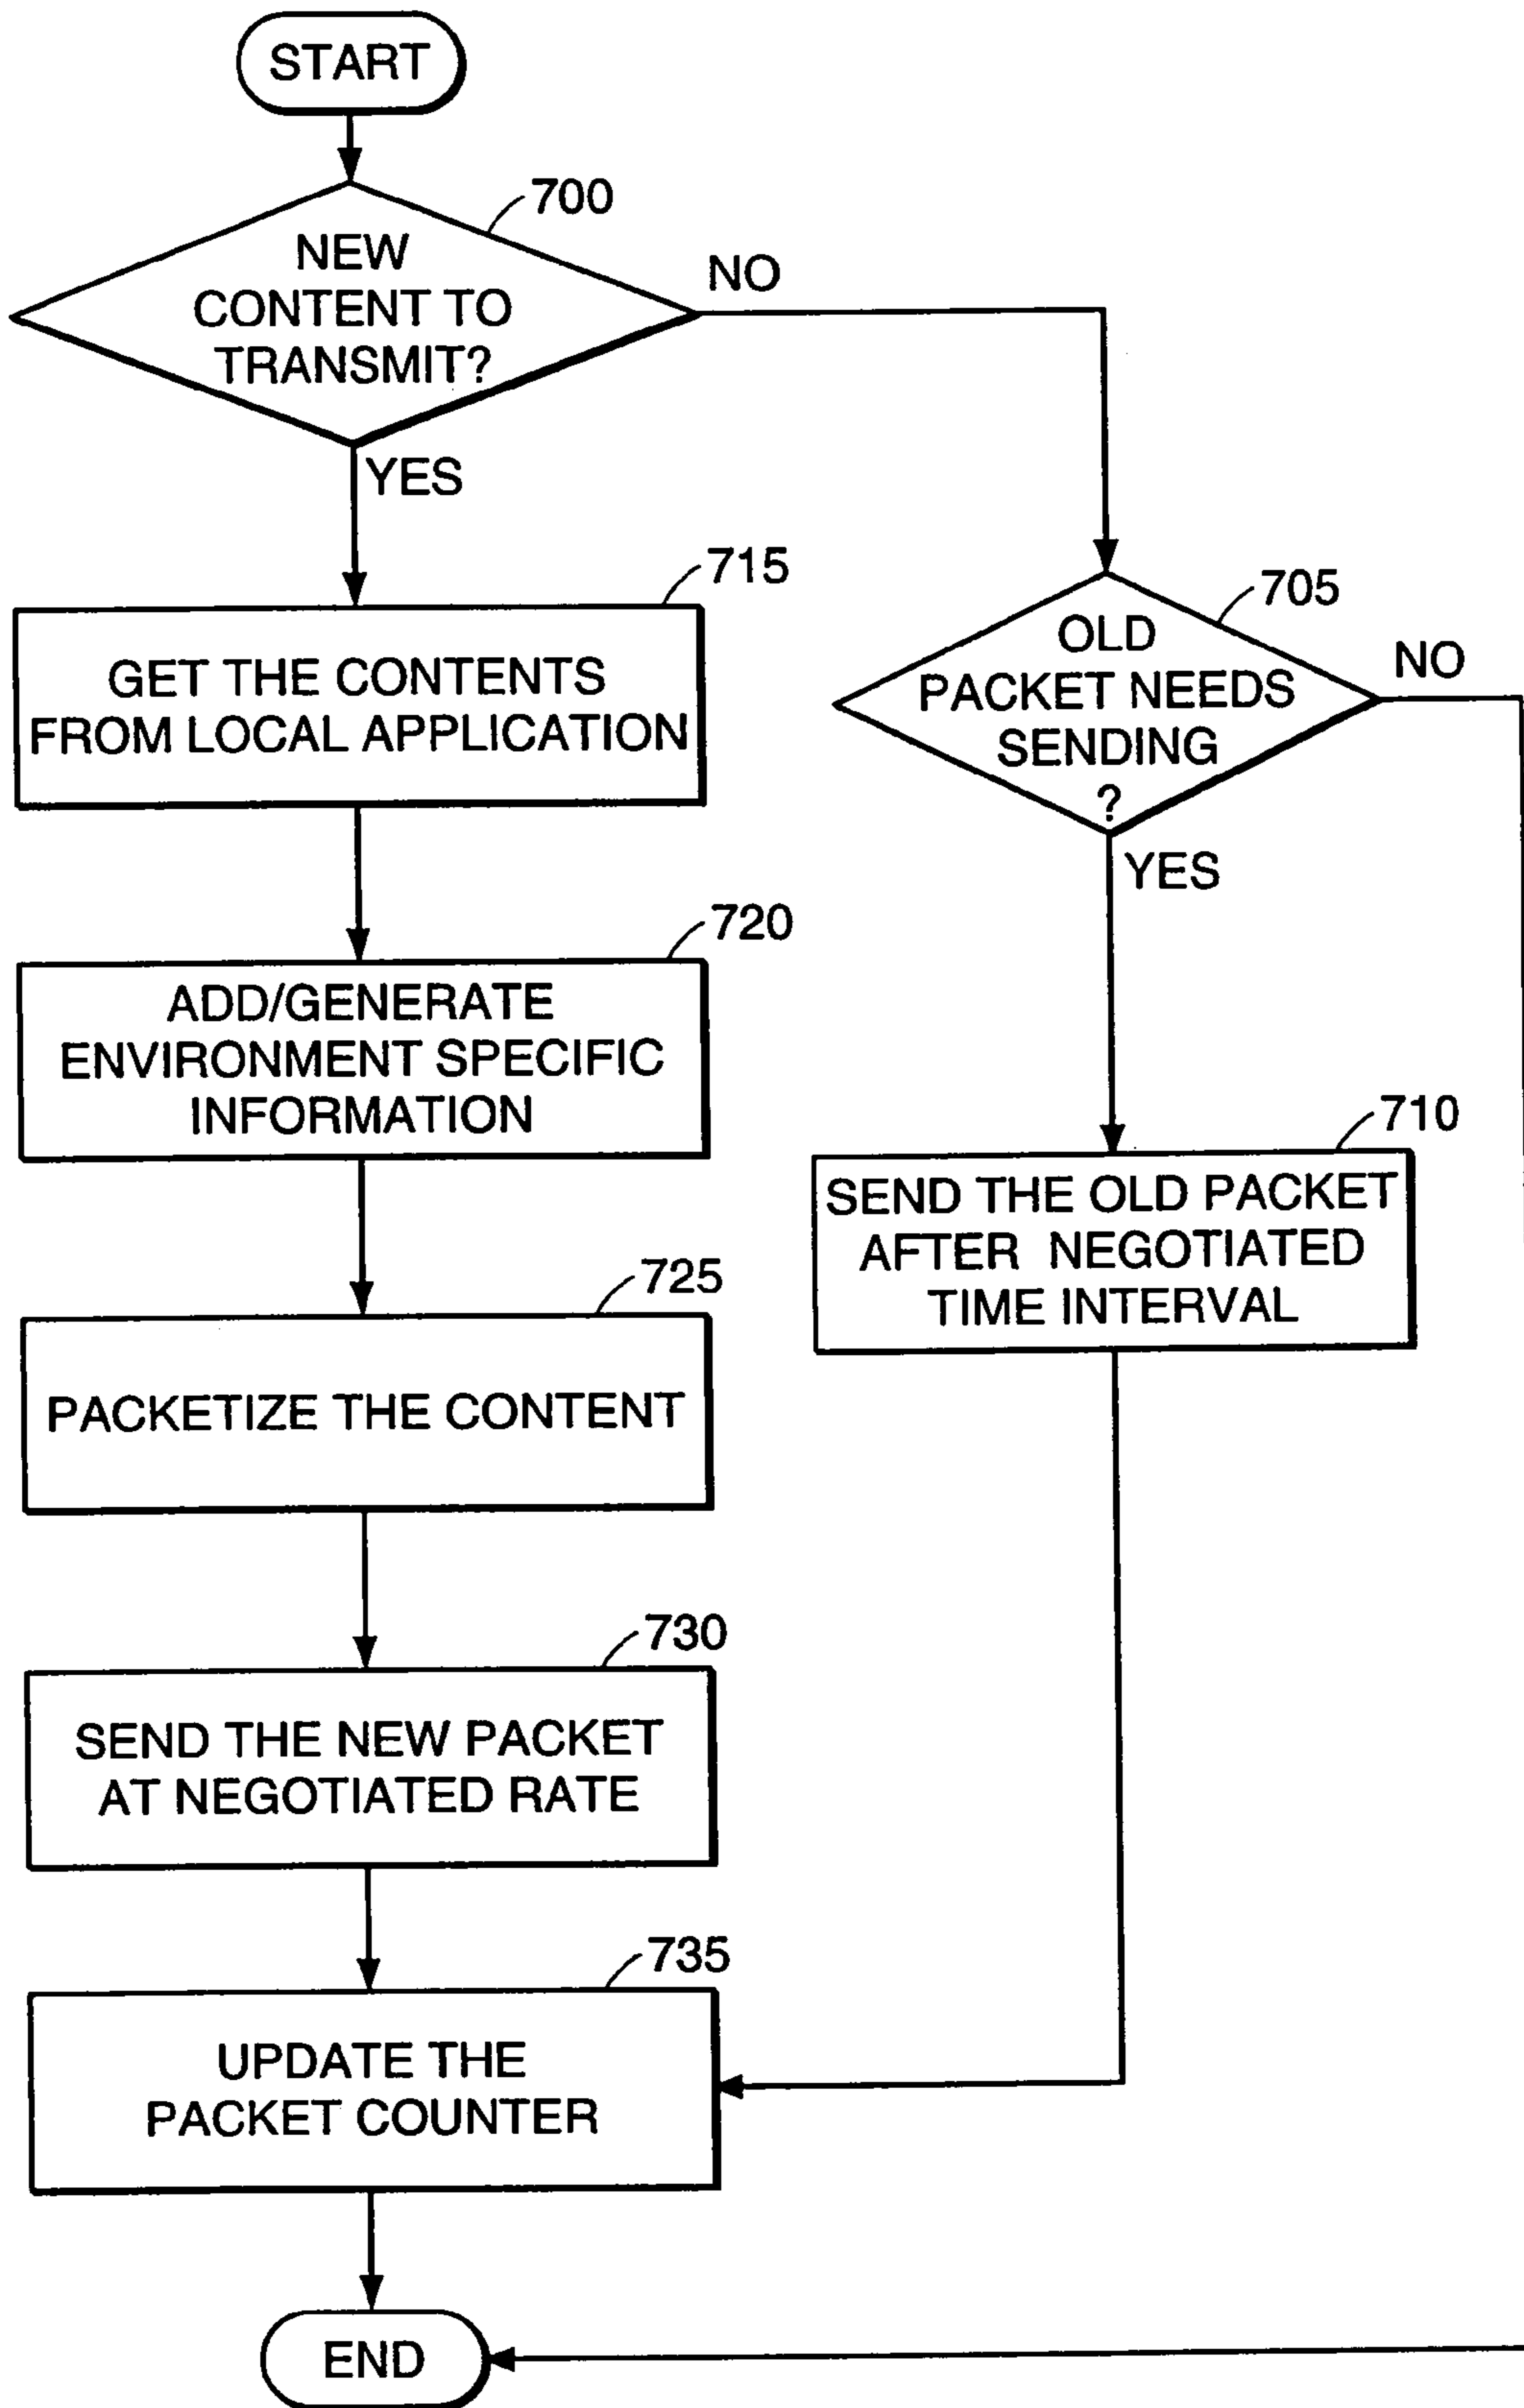 START
700
NEW
CONTENT TO
TRANSMIT?
NO
YES
715
GET THE CONTENTS
FROM LOCAL APPLICATION
705
OLD
PACKET NEEDS
SENDING
?
NO
YES
720
ADD/GENERATE
ENVIRONMENT SPECIFIC
INFORMATION
710
SEND THE OLD PACKET
AFTER NEGOTIATED
TIME INTERVAL
725
PACKETIZE THE CONTENT
730
SEND THE NEW PACKET
AT NEGOTIATED RATE
735
UPDATE THE
PACKET COUNTER
END